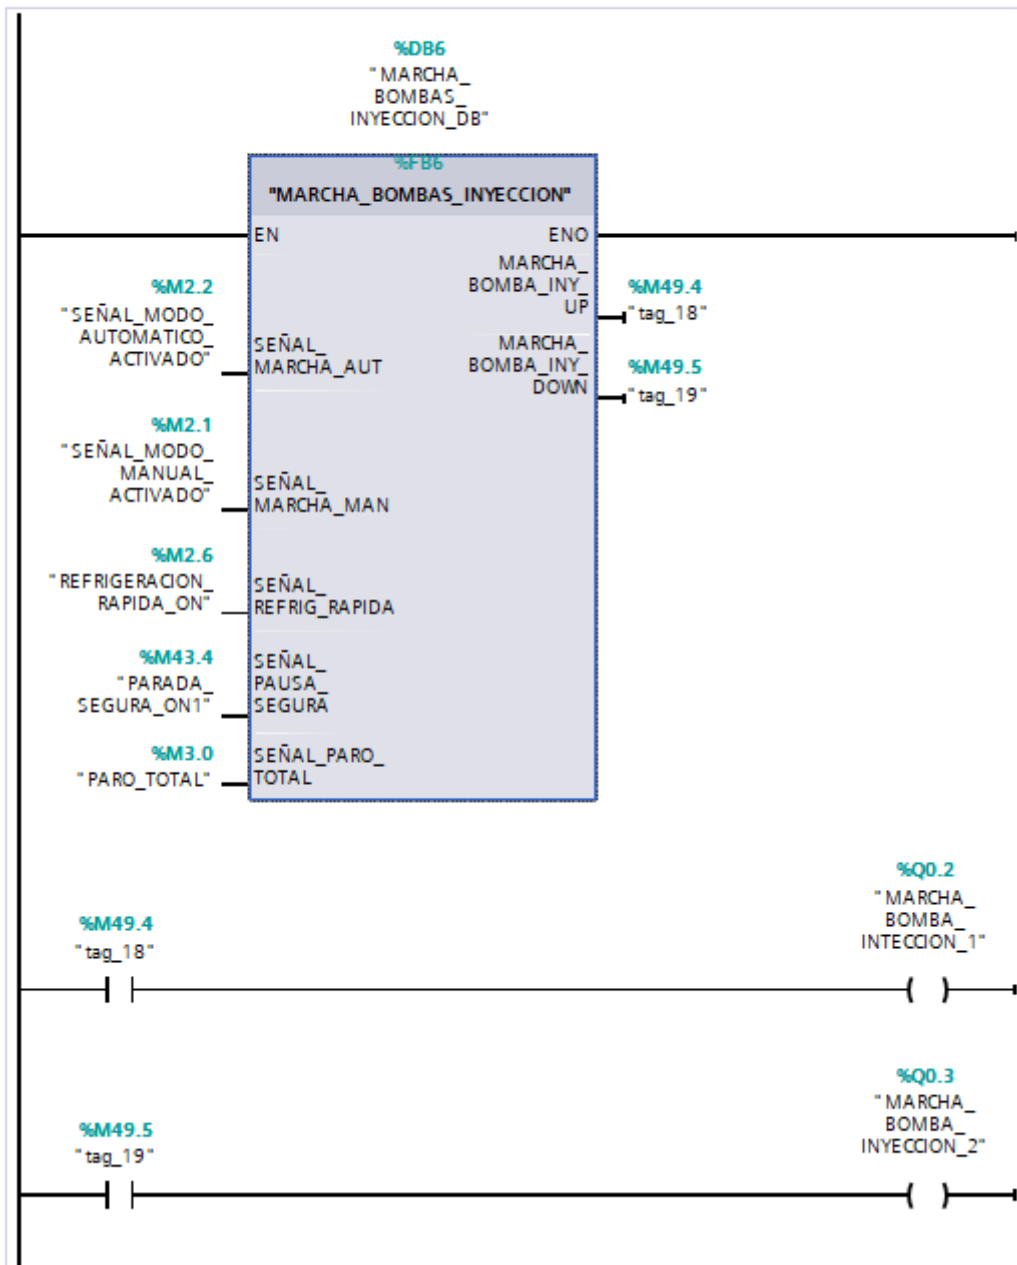 %DB6
"MARCHA_
BOMBAS_
INYECCION_DB"
%FB6
"MARCHA_BOMBAS_INYECCION"
EN
ENO
%M2.2
"SEÑAL_MODO_
AUTOMATICO_
ACTIVADO"
SEÑAL_
MARCHA_AUT
MARCHA_
BOMBA_INY_
UP
%M49.4
"tag_18"
MARCHA_
BOMBA_INY_
DOWN
%M49.5
"tag_19"
%M2.1
"SEÑAL_MODO_
MANUAL_
ACTIVADO"
SEÑAL_
MARCHA_MAN
%M2.6
"REFRIGERACION_
RAPIDA_ON"
SEÑAL_
REFRIG_RAPIDA
%M43.4
"PARADA_
SEGURA_ON1"
SEÑAL_
PAUSA_
SEGURA
%M3.0
"PARO_TOTAL"
SEÑAL_PARO_
TOTAL
%M49.4
"tag_18"
%Q0.2
"MARCHA_
BOMBA_
INTECCION_1"
%M49.5
"tag_19"
%Q0.3
"MARCHA_
BOMBA_
INYECCION_2"